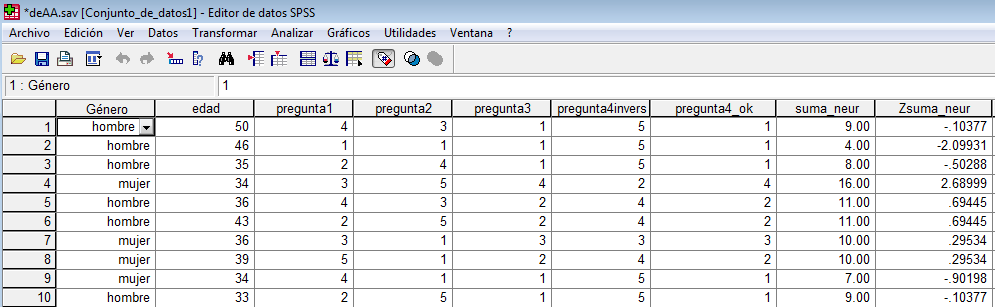 *deAA.sav [Conjunto_de_datos1] - Editor de datos SPSS
Archivo Edición Ver Datos Transformar Analizar Gráficos Utilidades Ventana ?
1 : Género 1
Género edad pregunta1 pregunta2 pregunta3 pregunta4invers pregunta4_ok suma_neur Zsuma_neur
1 hombre 50 4 3 1 5 1 9.00 -.10377
2 hombre 46 1 1 1 5 1 4.00 -2.09931
3 hombre 35 2 4 1 5 1 8.00 -.50288
4 mujer 34 3 5 4 2 4 16.00 2.68999
5 hombre 36 4 3 2 4 2 11.00 .69445
6 hombre 43 2 5 2 4 2 11.00 .69445
7 mujer 36 3 1 3 3 3 10.00 .29534
8 mujer 39 5 1 2 4 2 10.00 .29534
9 mujer 34 4 1 1 5 1 7.00 -.90198
10 hombre 33 2 5 1 5 1 9.00 -.10377